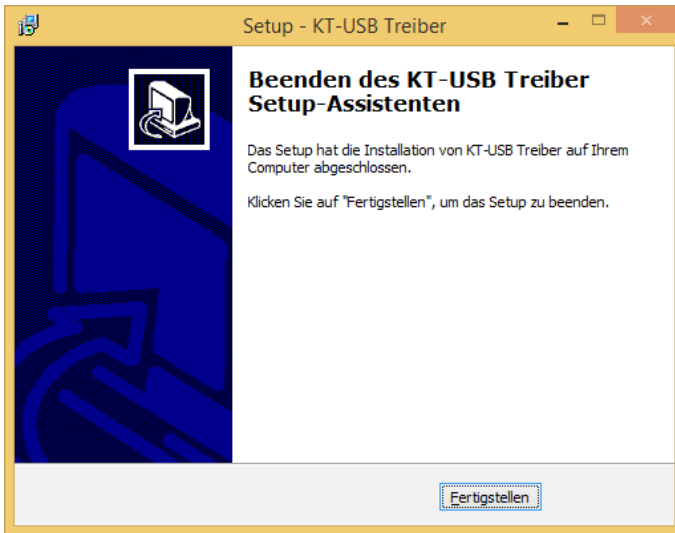 Setup - KT-USB Treiber
Beenden des KT-USB Treiber
Setup-Assistenten
Das Setup hat die Installation von KT-USB Treiber auf Ihrem
Computer abgeschlossen.
Klicken Sie auf "Fertigstellen", um das Setup zu beenden.
Fertigstellen